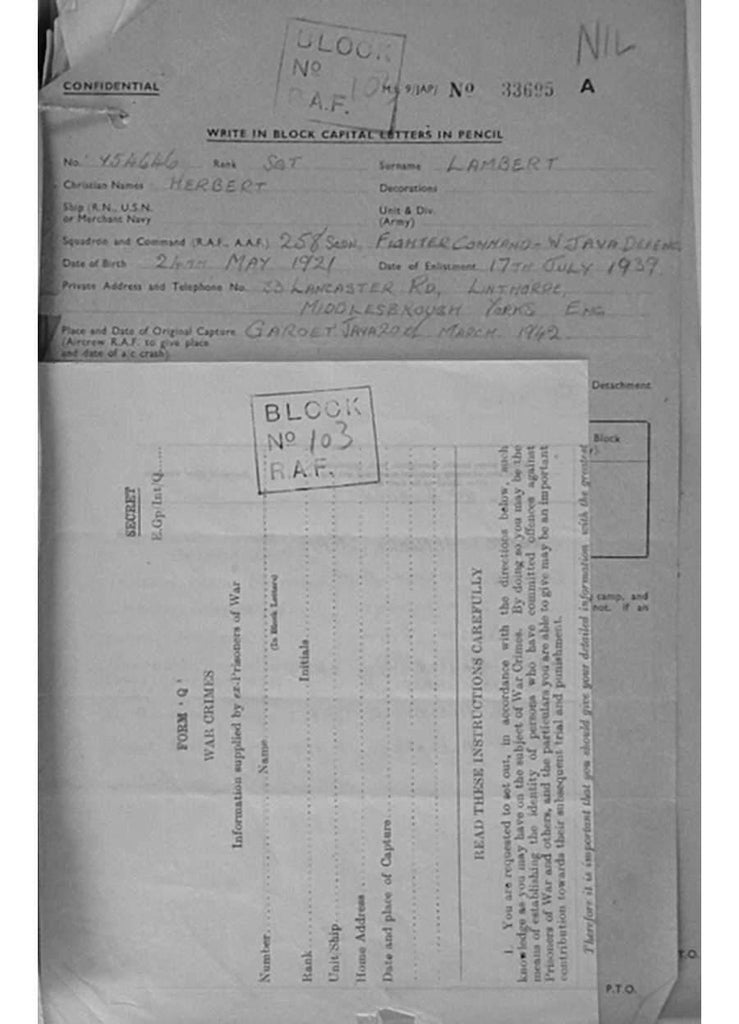 NIL
BLOCK
No
R.A.F.
CONFIDENTIAL
9/JAP) No 33695 A
WRITE IN BLOCK CAPITAL LETTERS IN PENCIL
No. Rank SGT Surname LAMBERT
Christian Names HERBERT Decorations
Ship (R.N., U.S.N. or Merchant Navy Unit & Div. (Army)
Squadron and Command (R.A.F., A.A.F.) 258 SQDN, FIGHTER COMMAND - W JAVA DEFENC
Date of Birth 24TH MAY 1921 Date of Enlistment 17TH JULY 1939
Private Address and Telephone No. 33 LANCASTER RD, LINTHORPE,
MIDDLESBROUGH YORKS ENG
Place and Date of Original Capture GAROET JAVA MARCH 1942
(Aircrew R.A.F. to give place
and date of a/c crash)
Detachment
Block
camp, and
not. If an
BLOCK
No 103
R.A.F.
SECRET
E.Gp/Int/Q......
FORM 'Q'
WAR CRIMES
Information supplied by ex-Prisoners of War
Number Name
(In Block Letters)
Rank Initials
Unit/Ship
Home Address
Date and place of Capture
READ THESE INSTRUCTIONS CAREFULLY
1. You are requested to set out, in accordance with the directions below, such
knowledge as you may have on the subject of War Crimes. By doing so you may be the
means of establishing the identity of persons who have committed offences against
Prisoners of War and others, and the particulars you are able to give may be an important
contribution towards their subsequent trial and punishment.
Therefore it is important that you should give your detailed information with the greatest
T.O.
P.T.O.